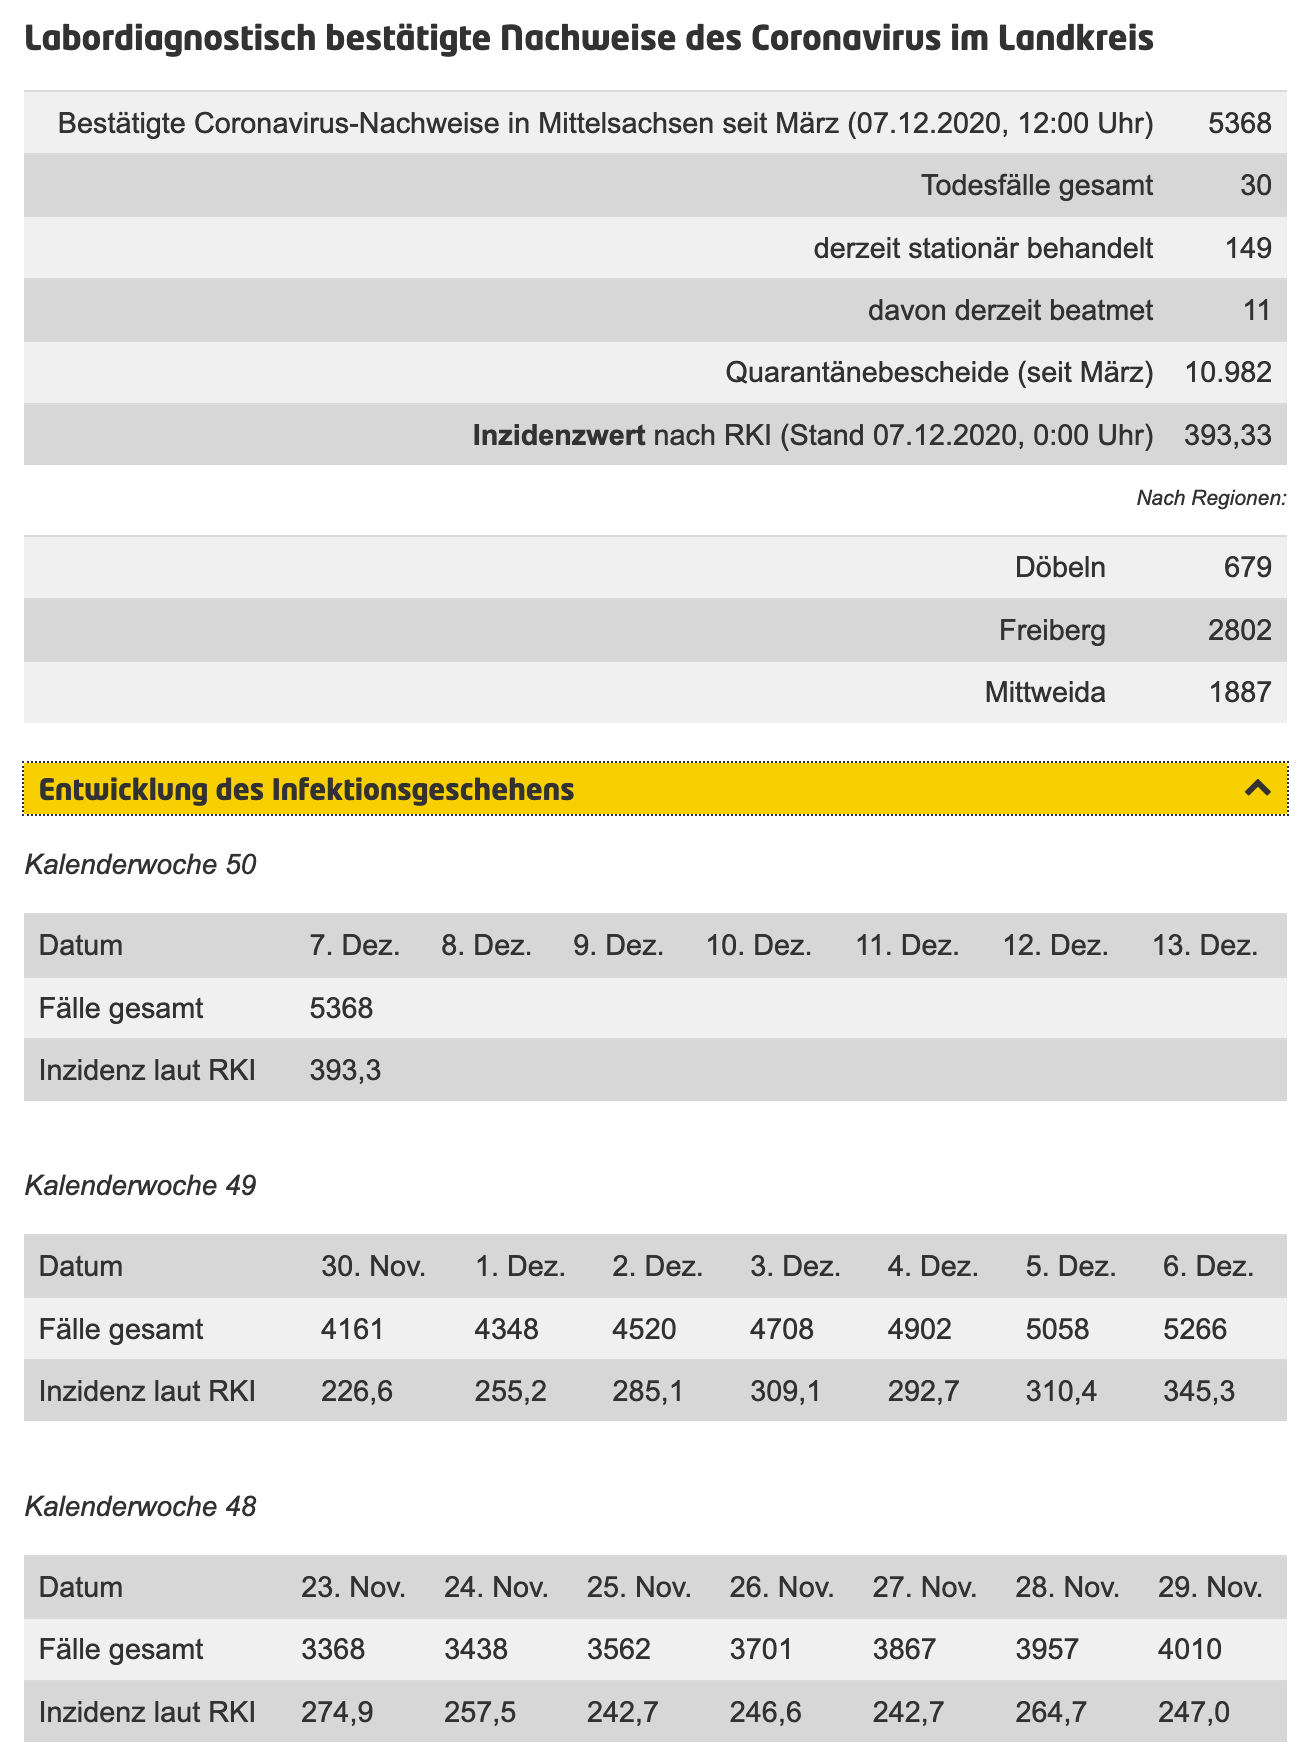 Labordiagnostisch bestätigte Nachweise des Coronavirus im Landkreis
Bestätigte Coronavirus-Nachweise in Mittelsachsen seit März (07.12.2020, 12:00 Uhr) 5368
Todesfälle gesamt 30
derzeit stationär behandelt 149
davon derzeit beatmet 11
Quarantänebescheide (seit März) 10.982
Inzidenzwert nach RKI (Stand 07.12.2020, 0:00 Uhr) 393,33
Nach Regionen:
Döbeln 679
Freiberg 2802
Mittweida 1887
Entwicklung des Infektionsgeschehens
Kalenderwoche 50
Datum 7. Dez. 8. Dez. 9. Dez. 10. Dez. 11. Dez. 12. Dez. 13. Dez.
Fälle gesamt 5368
Inzidenz laut RKI 393,3
Kalenderwoche 49
Datum 30. Nov. 1. Dez. 2. Dez. 3. Dez. 4. Dez. 5. Dez. 6. Dez.
Fälle gesamt 4161 4348 4520 4708 4902 5058 5266
Inzidenz laut RKI 226,6 255,2 285,1 309,1 292,7 310,4 345,3
Kalenderwoche 48
Datum 23. Nov. 24. Nov. 25. Nov. 26. Nov. 27. Nov. 28. Nov. 29. Nov.
Fälle gesamt 3368 3438 3562 3701 3867 3957 4010
Inzidenz laut RKI 274,9 257,5 242,7 246,6 242,7 264,7 247,0